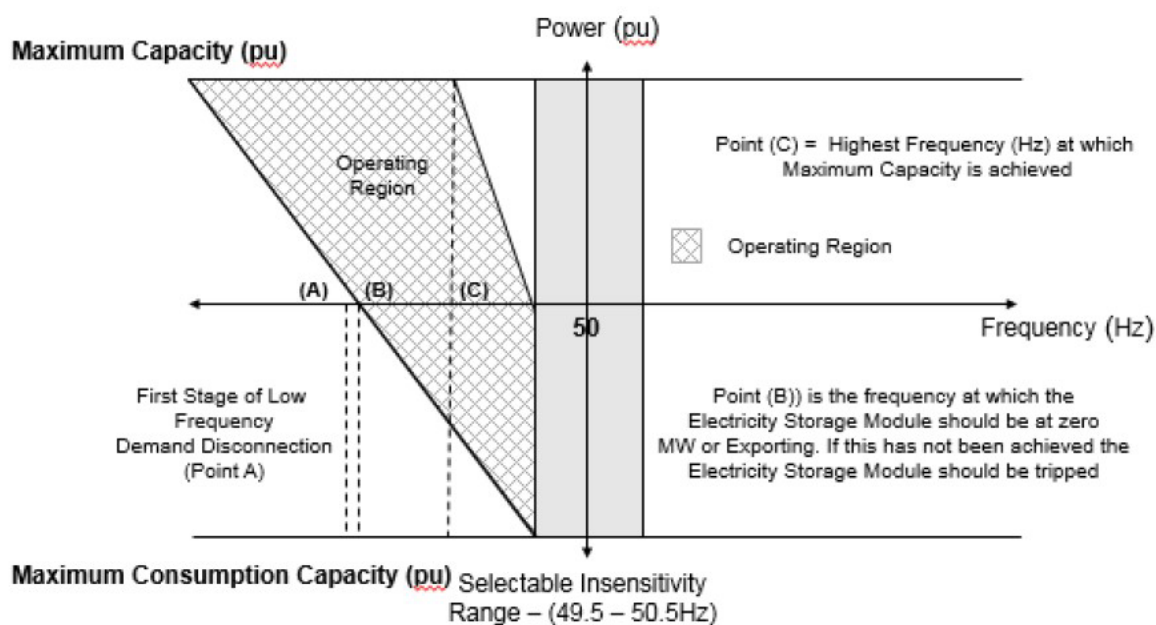 Power (pu)
Maximum Capacity (pu)
Point (C) = Highest Frequency (Hz) at which
Maximum Capacity is achieved
Operating
Region
Operating Region
(A)
(B)
(C)
50
Frequency (Hz)
First Stage of Low
Frequency
Demand Disconnection
(Point A)
Point (B)) is the frequency at which the
Electricity Storage Module should be at zero
MW or Exporting. If this has not been achieved the
Electricity Storage Module should be tripped
Maximum Consumption Capacity (pu)
Selectable Insensitivity
Range – (49.5 – 50.5Hz)